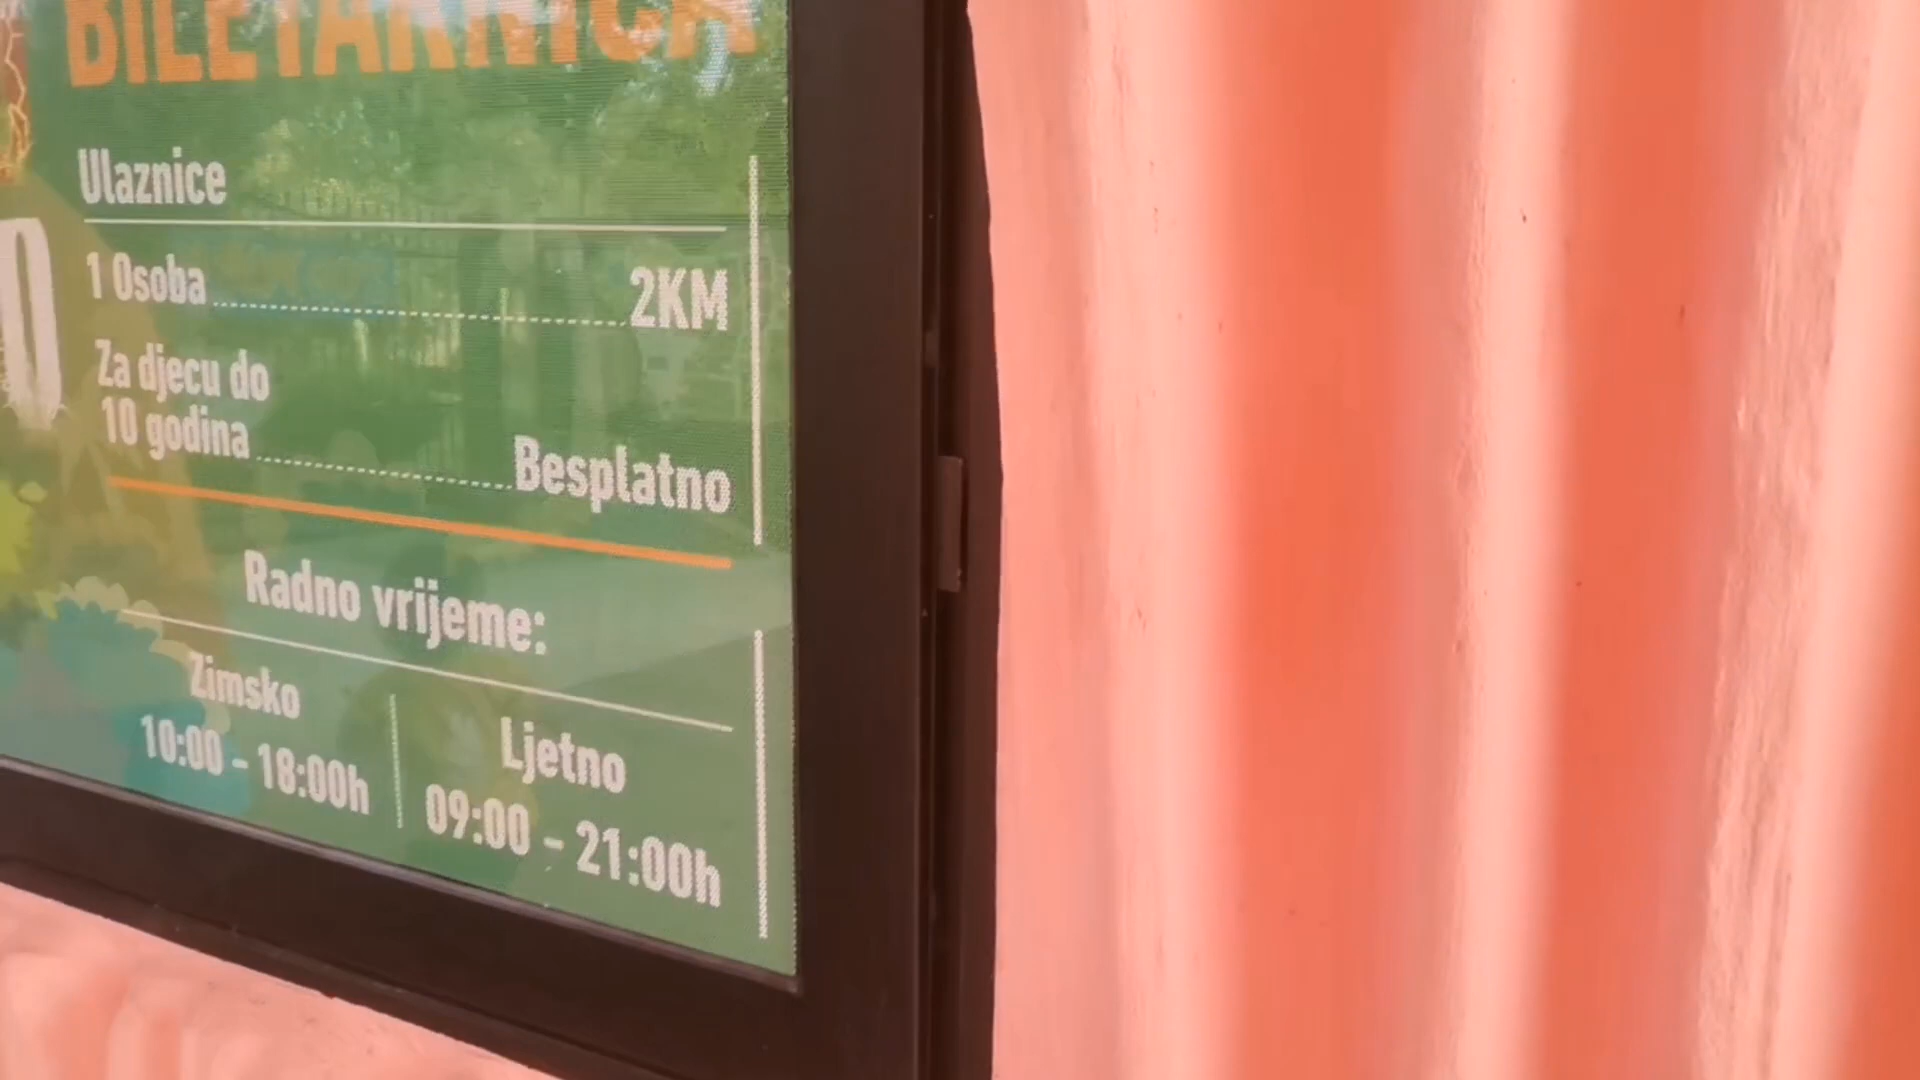 BILETARNICA
Ulaznice
1 Osoba 2KM
Za djecu do
10 godina Besplatno
Radno vrijeme:
Zimsko
10:00 - 18:00h
Ljetno
09:00 - 21:00h